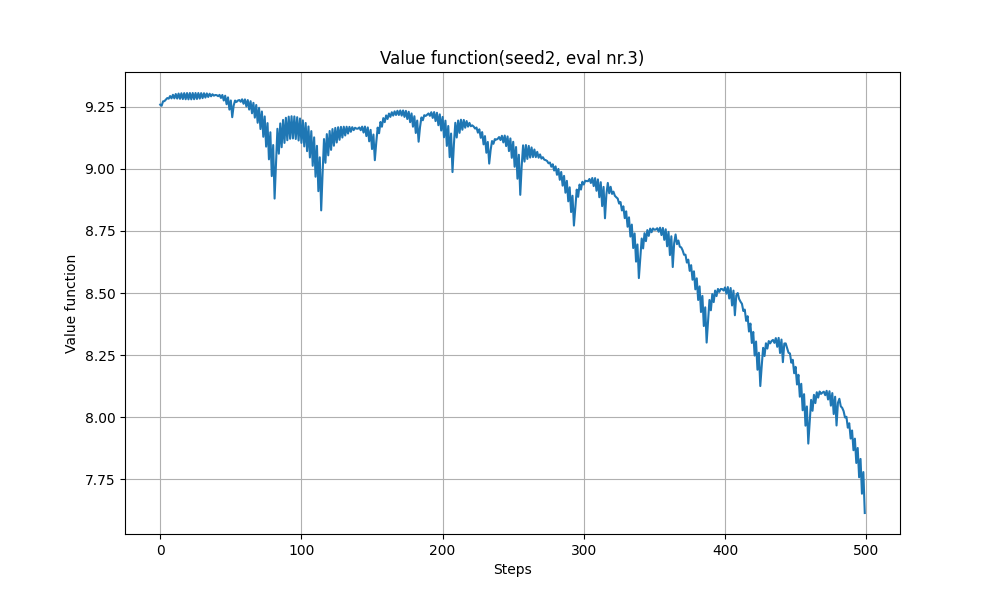 Value function(seed2, eval nr.3)
Value function
9.25
9.00
8.75
8.50
8.25
8.00
7.75
0 100 200 300 400 500
Steps